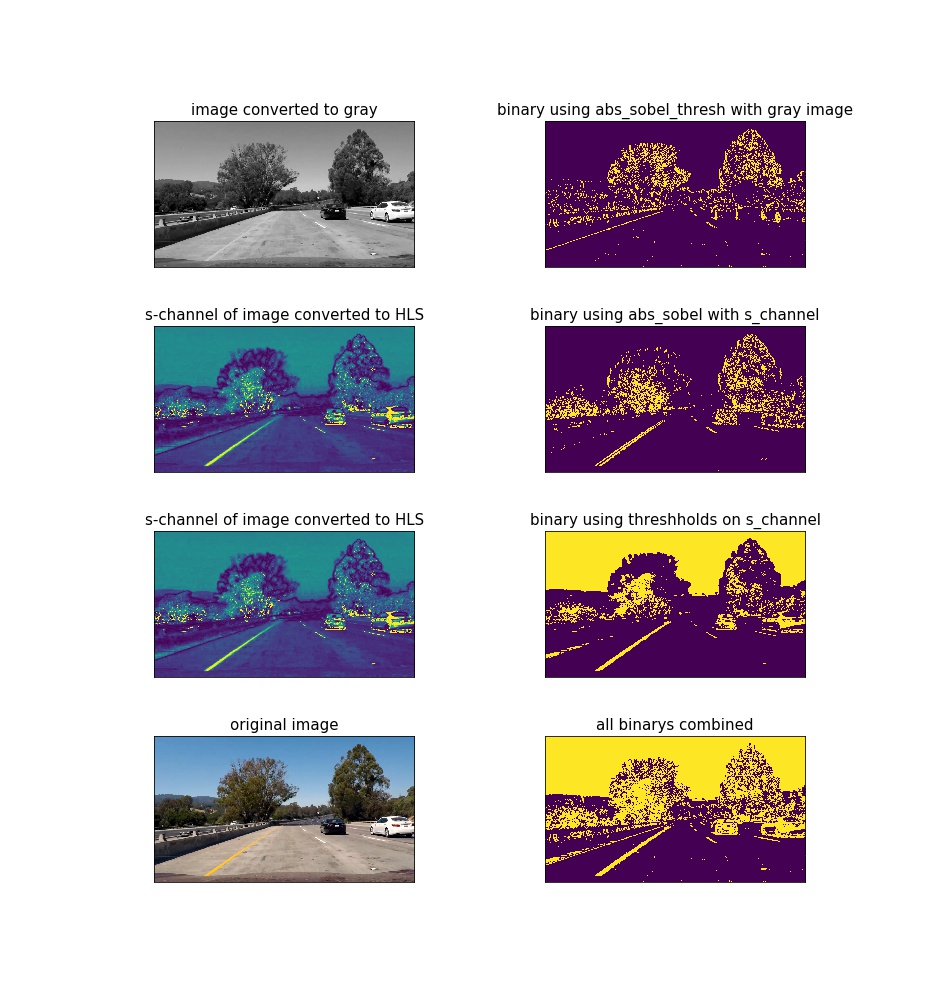 image converted to gray
binary using abs_sobel_thresh with gray image
s-channel of image converted to HLS
binary using abs_sobel with s_channel
s-channel of image converted to HLS
binary using threshholds on s_channel
original image
all binarys combined